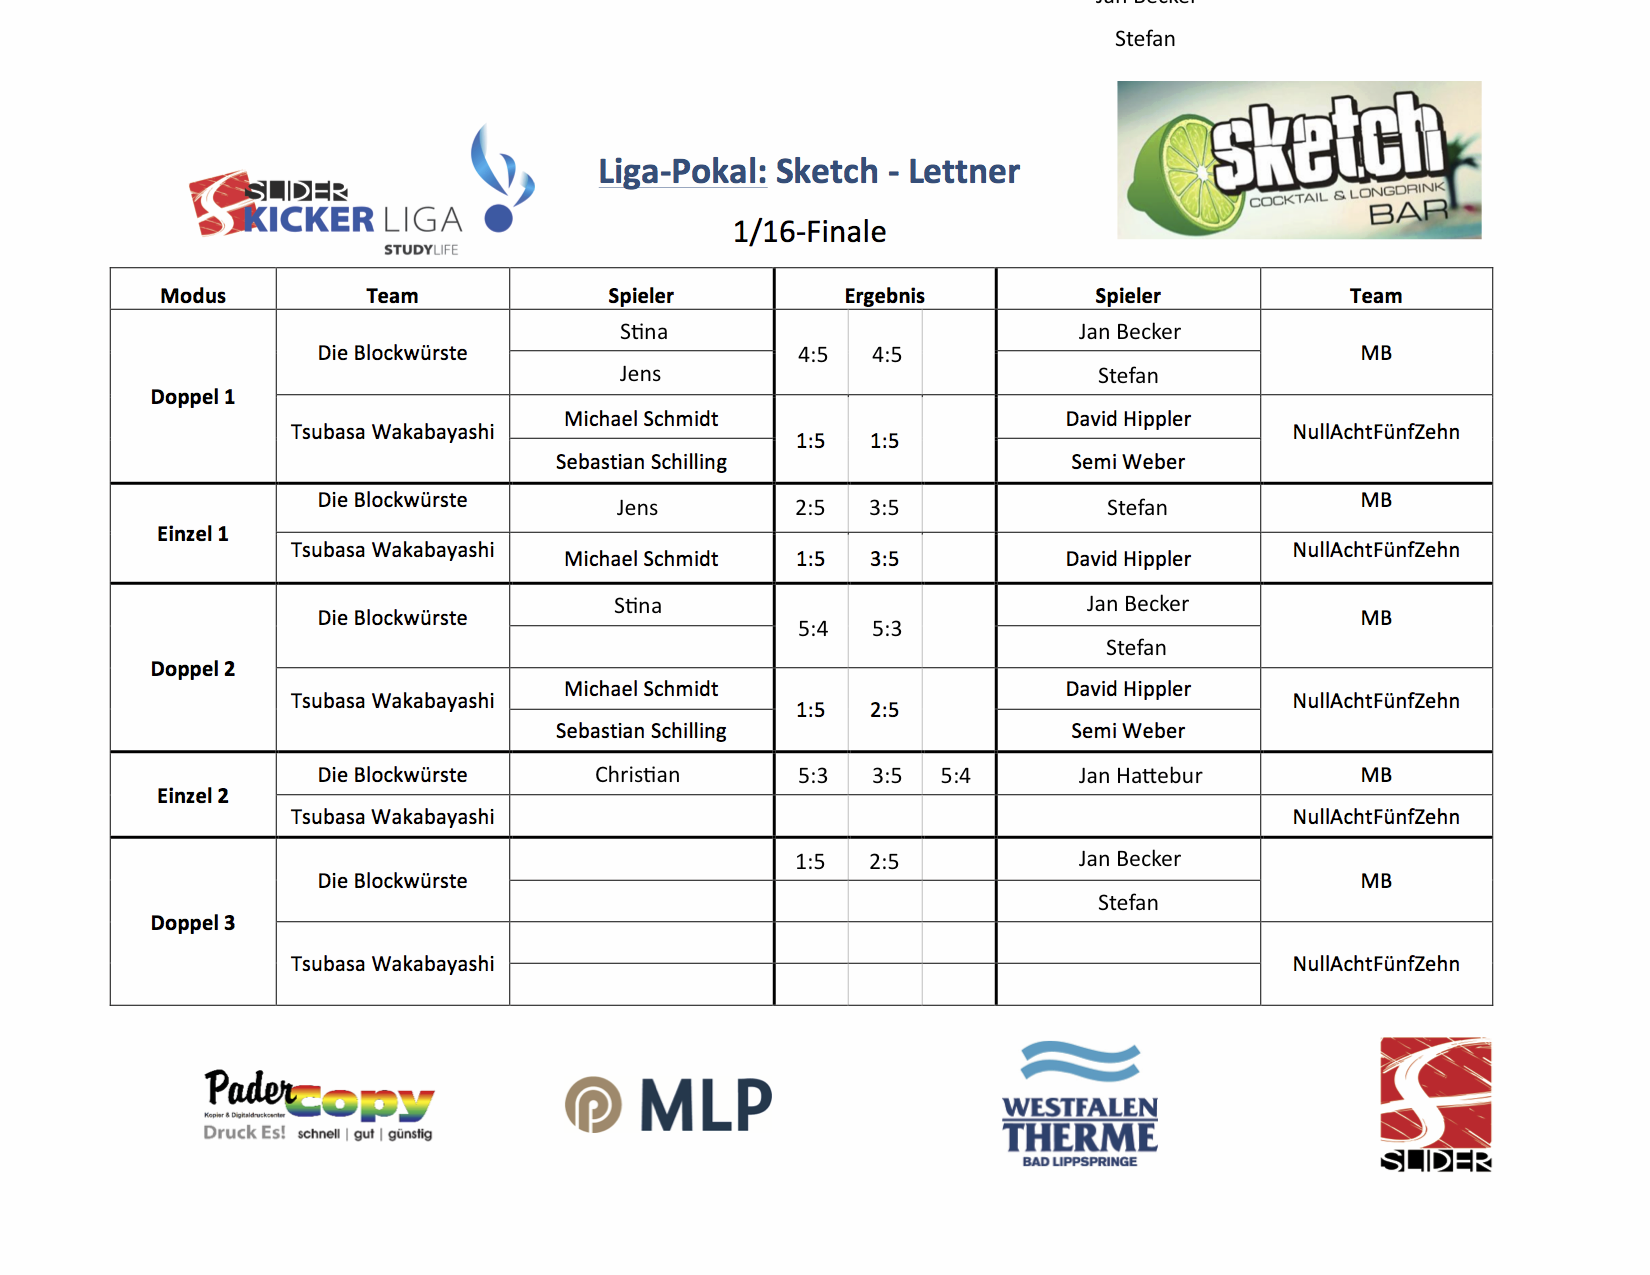 Jan Becker
Stefan
sketch
COCKTAIL & LONGDRINK
BAR
SLIDER
KICKER LIGA
STUDYLIFE
Liga-Pokal: Sketch - Lettner
1/16-Finale
Modus Team Spieler Ergebnis Spieler Team
Doppel 1 Die Blockwürste Stina 4:5 4:5 Jan Becker MB
Jens Stefan
Tsubasa Wakabayashi Michael Schmidt 1:5 1:5 David Hippler NullAchtFünfZehn
Sebastian Schilling Semi Weber
Einzel 1 Die Blockwürste Jens 2:5 3:5 Stefan MB
Tsubasa Wakabayashi Michael Schmidt 1:5 3:5 David Hippler NullAchtFünfZehn
Doppel 2 Die Blockwürste Stina 5:4 5:3 Jan Becker MB
Stefan
Tsubasa Wakabayashi Michael Schmidt 1:5 2:5 David Hippler NullAchtFünfZehn
Sebastian Schilling Semi Weber
Einzel 2 Die Blockwürste Christian 5:3 3:5 5:4 Jan Hattebur MB
Tsubasa Wakabayashi NullAchtFünfZehn
Doppel 3 Die Blockwürste 1:5 2:5 Jan Becker MB
Stefan
Tsubasa Wakabayashi NullAchtFünfZehn
PaderCopy
Kopier & Digitaldruckcenter
Druck Es! schnell | gut | günstig
MLP
WESTFALEN
THERME
BAD LIPPSPRINGE
SLIDER